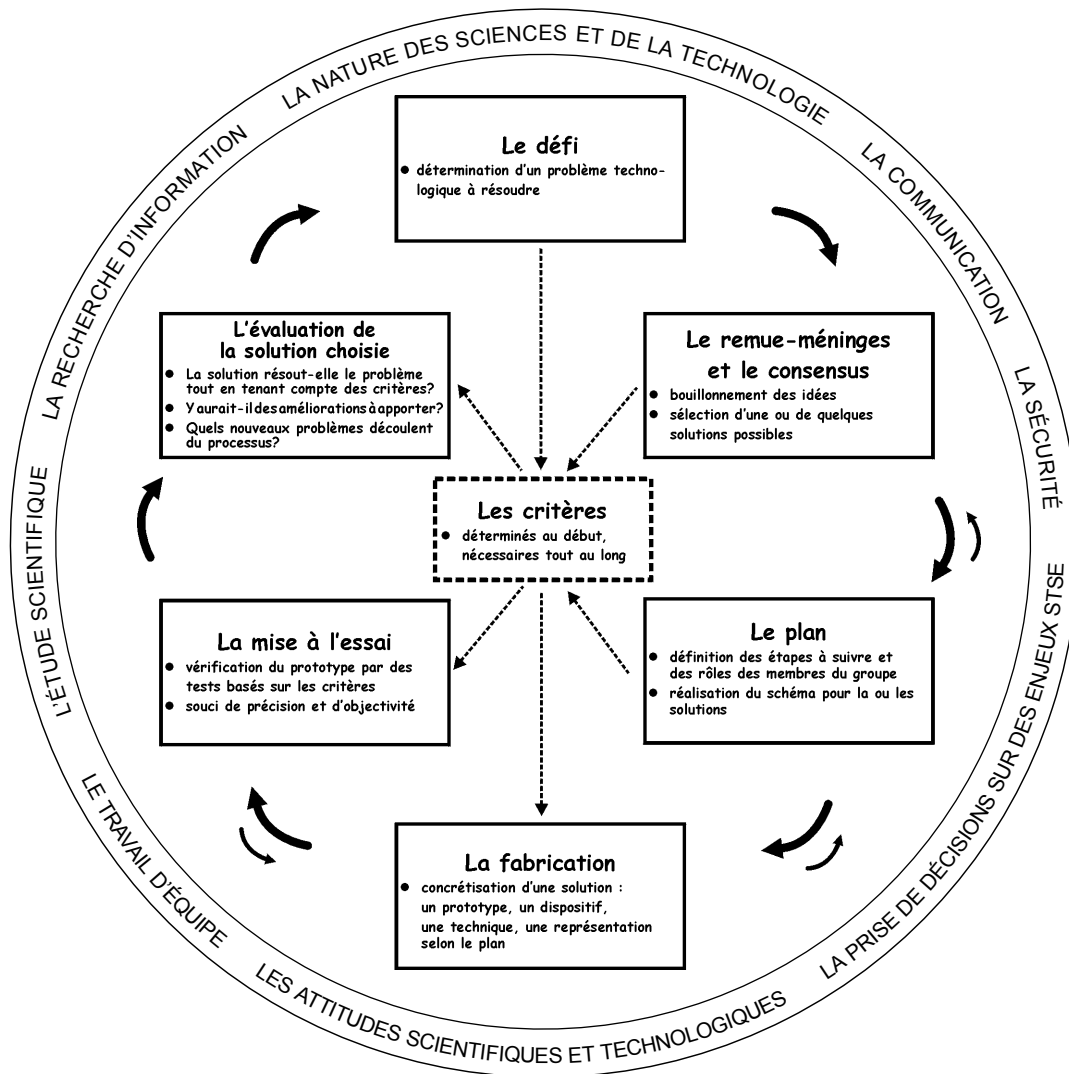 LA NATURE DES SCIENCES ET DE LA TECHNOLOGIE
LA COMMUNICATION
LA SÉCURITÉ
LA PRISE DE DÉCISIONS SUR DES ENJEUX STSE
LES ATTITUDES SCIENTIFIQUES ET TECHNOLOGIQUES
LE TRAVAIL D'ÉQUIPE
L'ÉTUDE SCIENTIFIQUE
LA RECHERCHE D'INFORMATION
Le défi
• détermination d'un problème techno-
logique à résoudre
Le remue-méninges
et le consensus
• bouillonnement des idées
• sélection d'une ou de quelques
solutions possibles
Le plan
• définition des étapes à suivre et
des rôles des membres du groupe
• réalisation du schéma pour la ou les
solutions
La fabrication
• concrétisation d'une solution :
un prototype, un dispositif,
une technique, une représentation
selon le plan
La mise à l'essai
• vérification du prototype par des
tests basés sur les critères
• souci de précision et d'objectivité
L'évaluation de
la solution choisie
• La solution résout-elle le problème
tout en tenant compte des critères?
• Y aurait-il des améliorations à apporter?
• Quels nouveaux problèmes découlent
du processus?
Les critères
• déterminés au début,
nécessaires tout au long